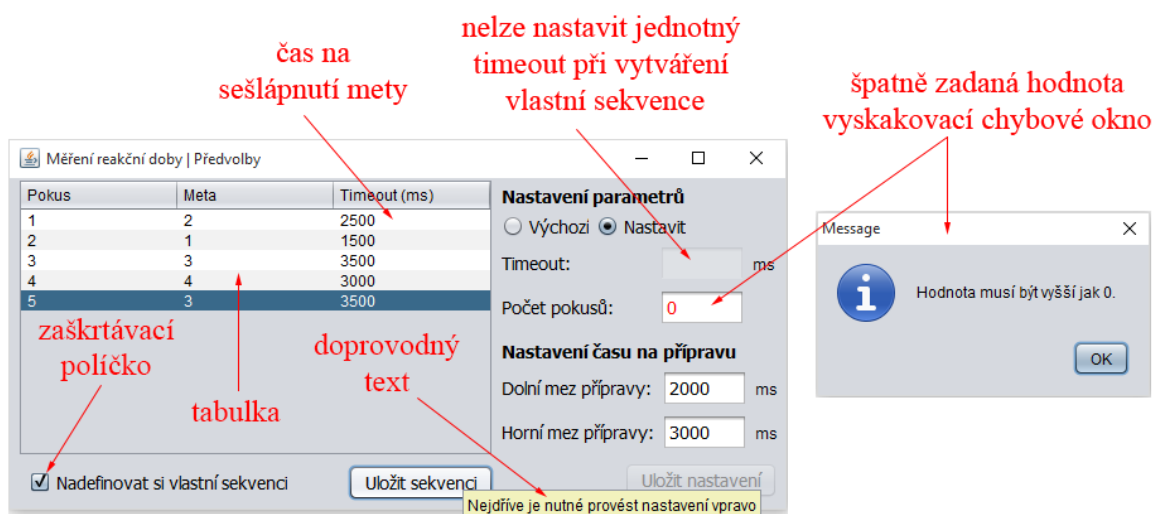 nelze nastavit jednotný
timeout při vytváření
vlastní sekvence
čas na
sešlápnutí mety
špatně zadaná hodnota
vyskakovací chybové okno
Měření reakční doby | Předvolby
Pokus Meta Timeout (ms)
1 2 2500
2 1 1500
3 3 3500
4 4 3000
5 3 3500
zaškrtávací
políčko
tabulka
doprovodný
text
Nadefinovat si vlastní sekvenci
Uložit sekvenci
Nastavení parametrů
Výchozi Nastavit
Timeout: ms
Počet pokusů: 0
Nastavení času na přípravu
Dolní mez přípravy: 2000 ms
Horní mez přípravy: 3000 ms
Uložit nastavení
Nejdříve je nutné provést nastavení vpravo
Message
Hodnota musí být vyšší jak 0.
OK